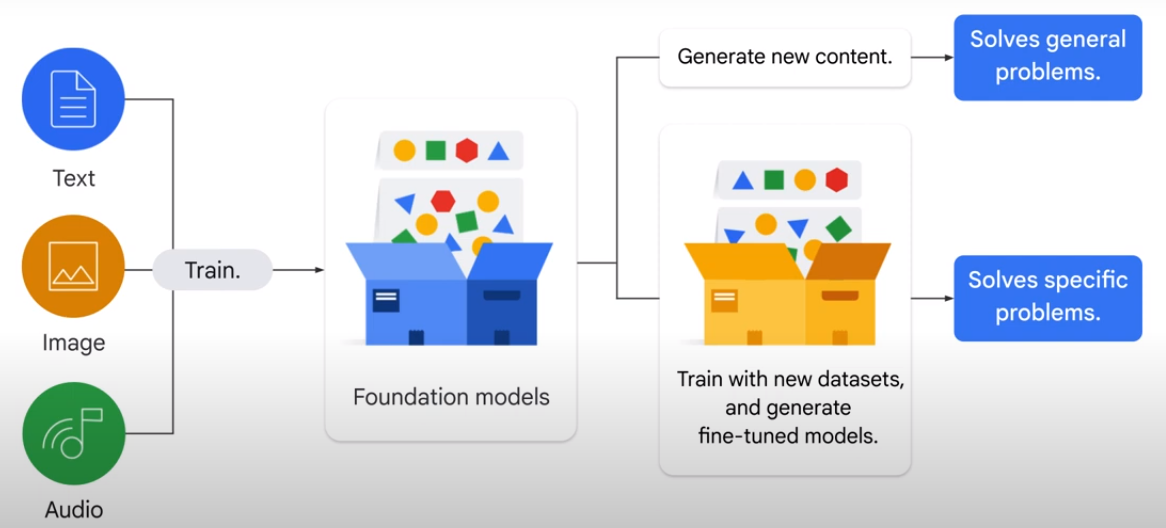 Text
Image
Audio
Train.
Foundation models
Generate new content.
Solves general
problems.
Train with new datasets,
and generate
fine-tuned models.
Solves specific
problems.